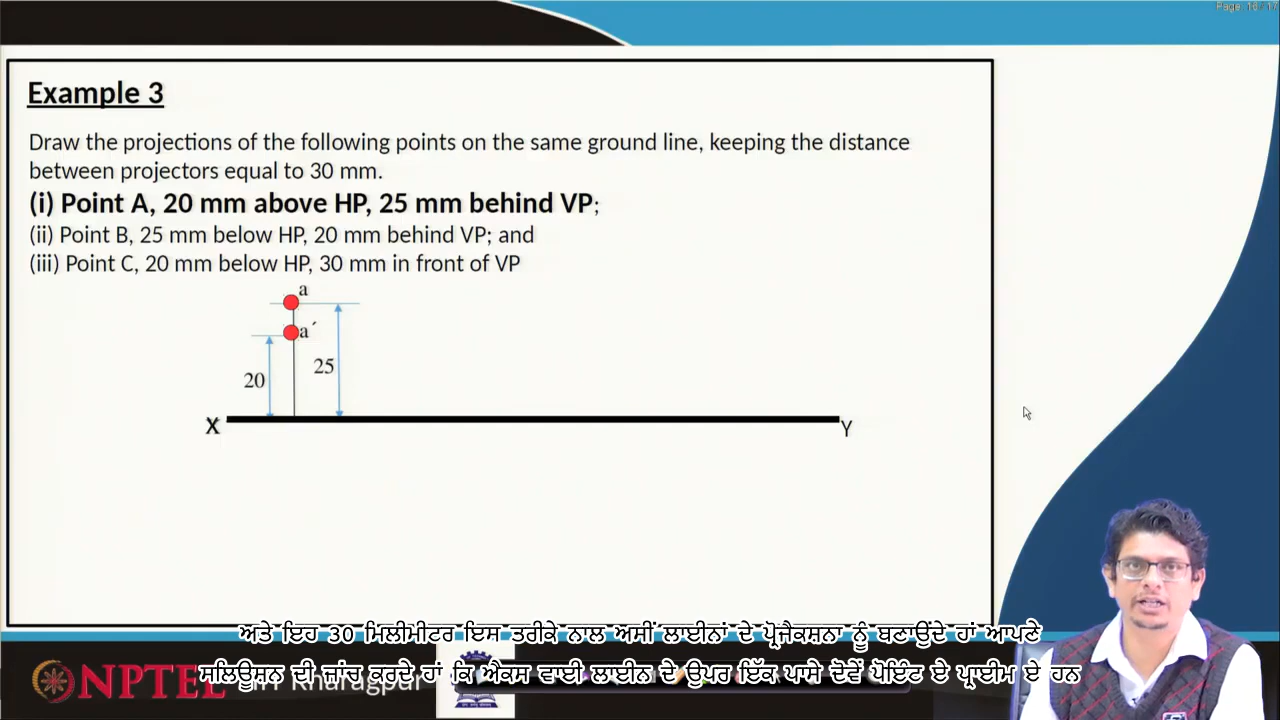 Page 16/17
Example 3
Draw the projections of the following points on the same ground line, keeping the distance
between projectors equal to 30 mm.
(i) Point A, 20 mm above HP, 25 mm behind VP;
(ii) Point B, 25 mm below HP, 20 mm behind VP; and
(iii) Point C, 20 mm below HP, 30 mm in front of VP
a
a´
25
20
X
Y
ਅਤੇ ਇਹ 30 ਮਿਲੀਮੀਟਰ ਇਸ ਤਰੀਕੇ ਨਾਲ ਅਸੀਂ ਲਾਈਨਾਂ ਦੇ ਪ੍ਰੋਜੈਕਸ਼ਨਾ ਨੂੰ ਬਣਾਉਂਦੇ ਹਾਂ ਆਪਣੇ
ਸਲਿਊਸ਼ਨ ਦੀ ਜਾਂਚ ਕਰਦੇ ਹਾਂ ਕਿ ਐਕਸ ਵਾਈ ਲਾਈਨ ਦੇ ਉਪਰ ਇੱਕ ਪਾਸੇ ਦੋਵੇਂ ਪੋਇੰਟ ਏ ਪ੍ਰਾਈਮ ਏ ਹਨ
NPTEL
Kharagpur